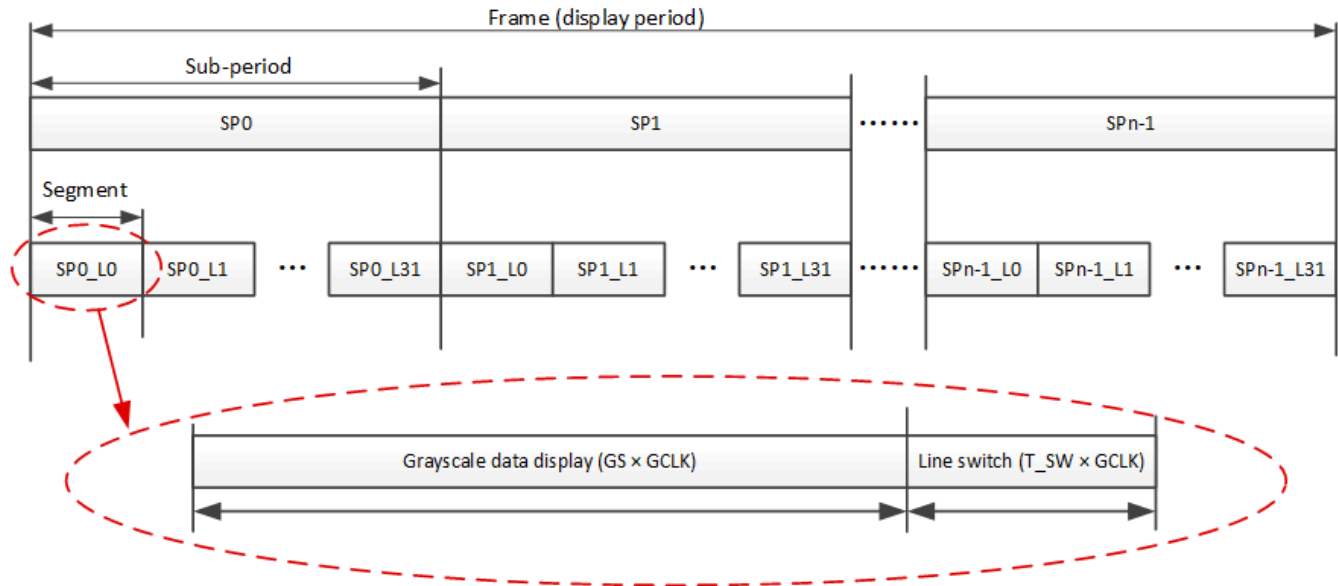 Frame (display period)
Sub-period
SP0 SP1 ······ SPn-1
Segment
SP0_L0 SP0_L1 ··· SP0_L31 SP1_L0 SP1_L1 ··· SP1_L31 ······ SPn-1_L0 SPn-1_L1 ··· SPn-1_L31
Grayscale data display (GS × GCLK) Line switch (T_SW × GCLK)